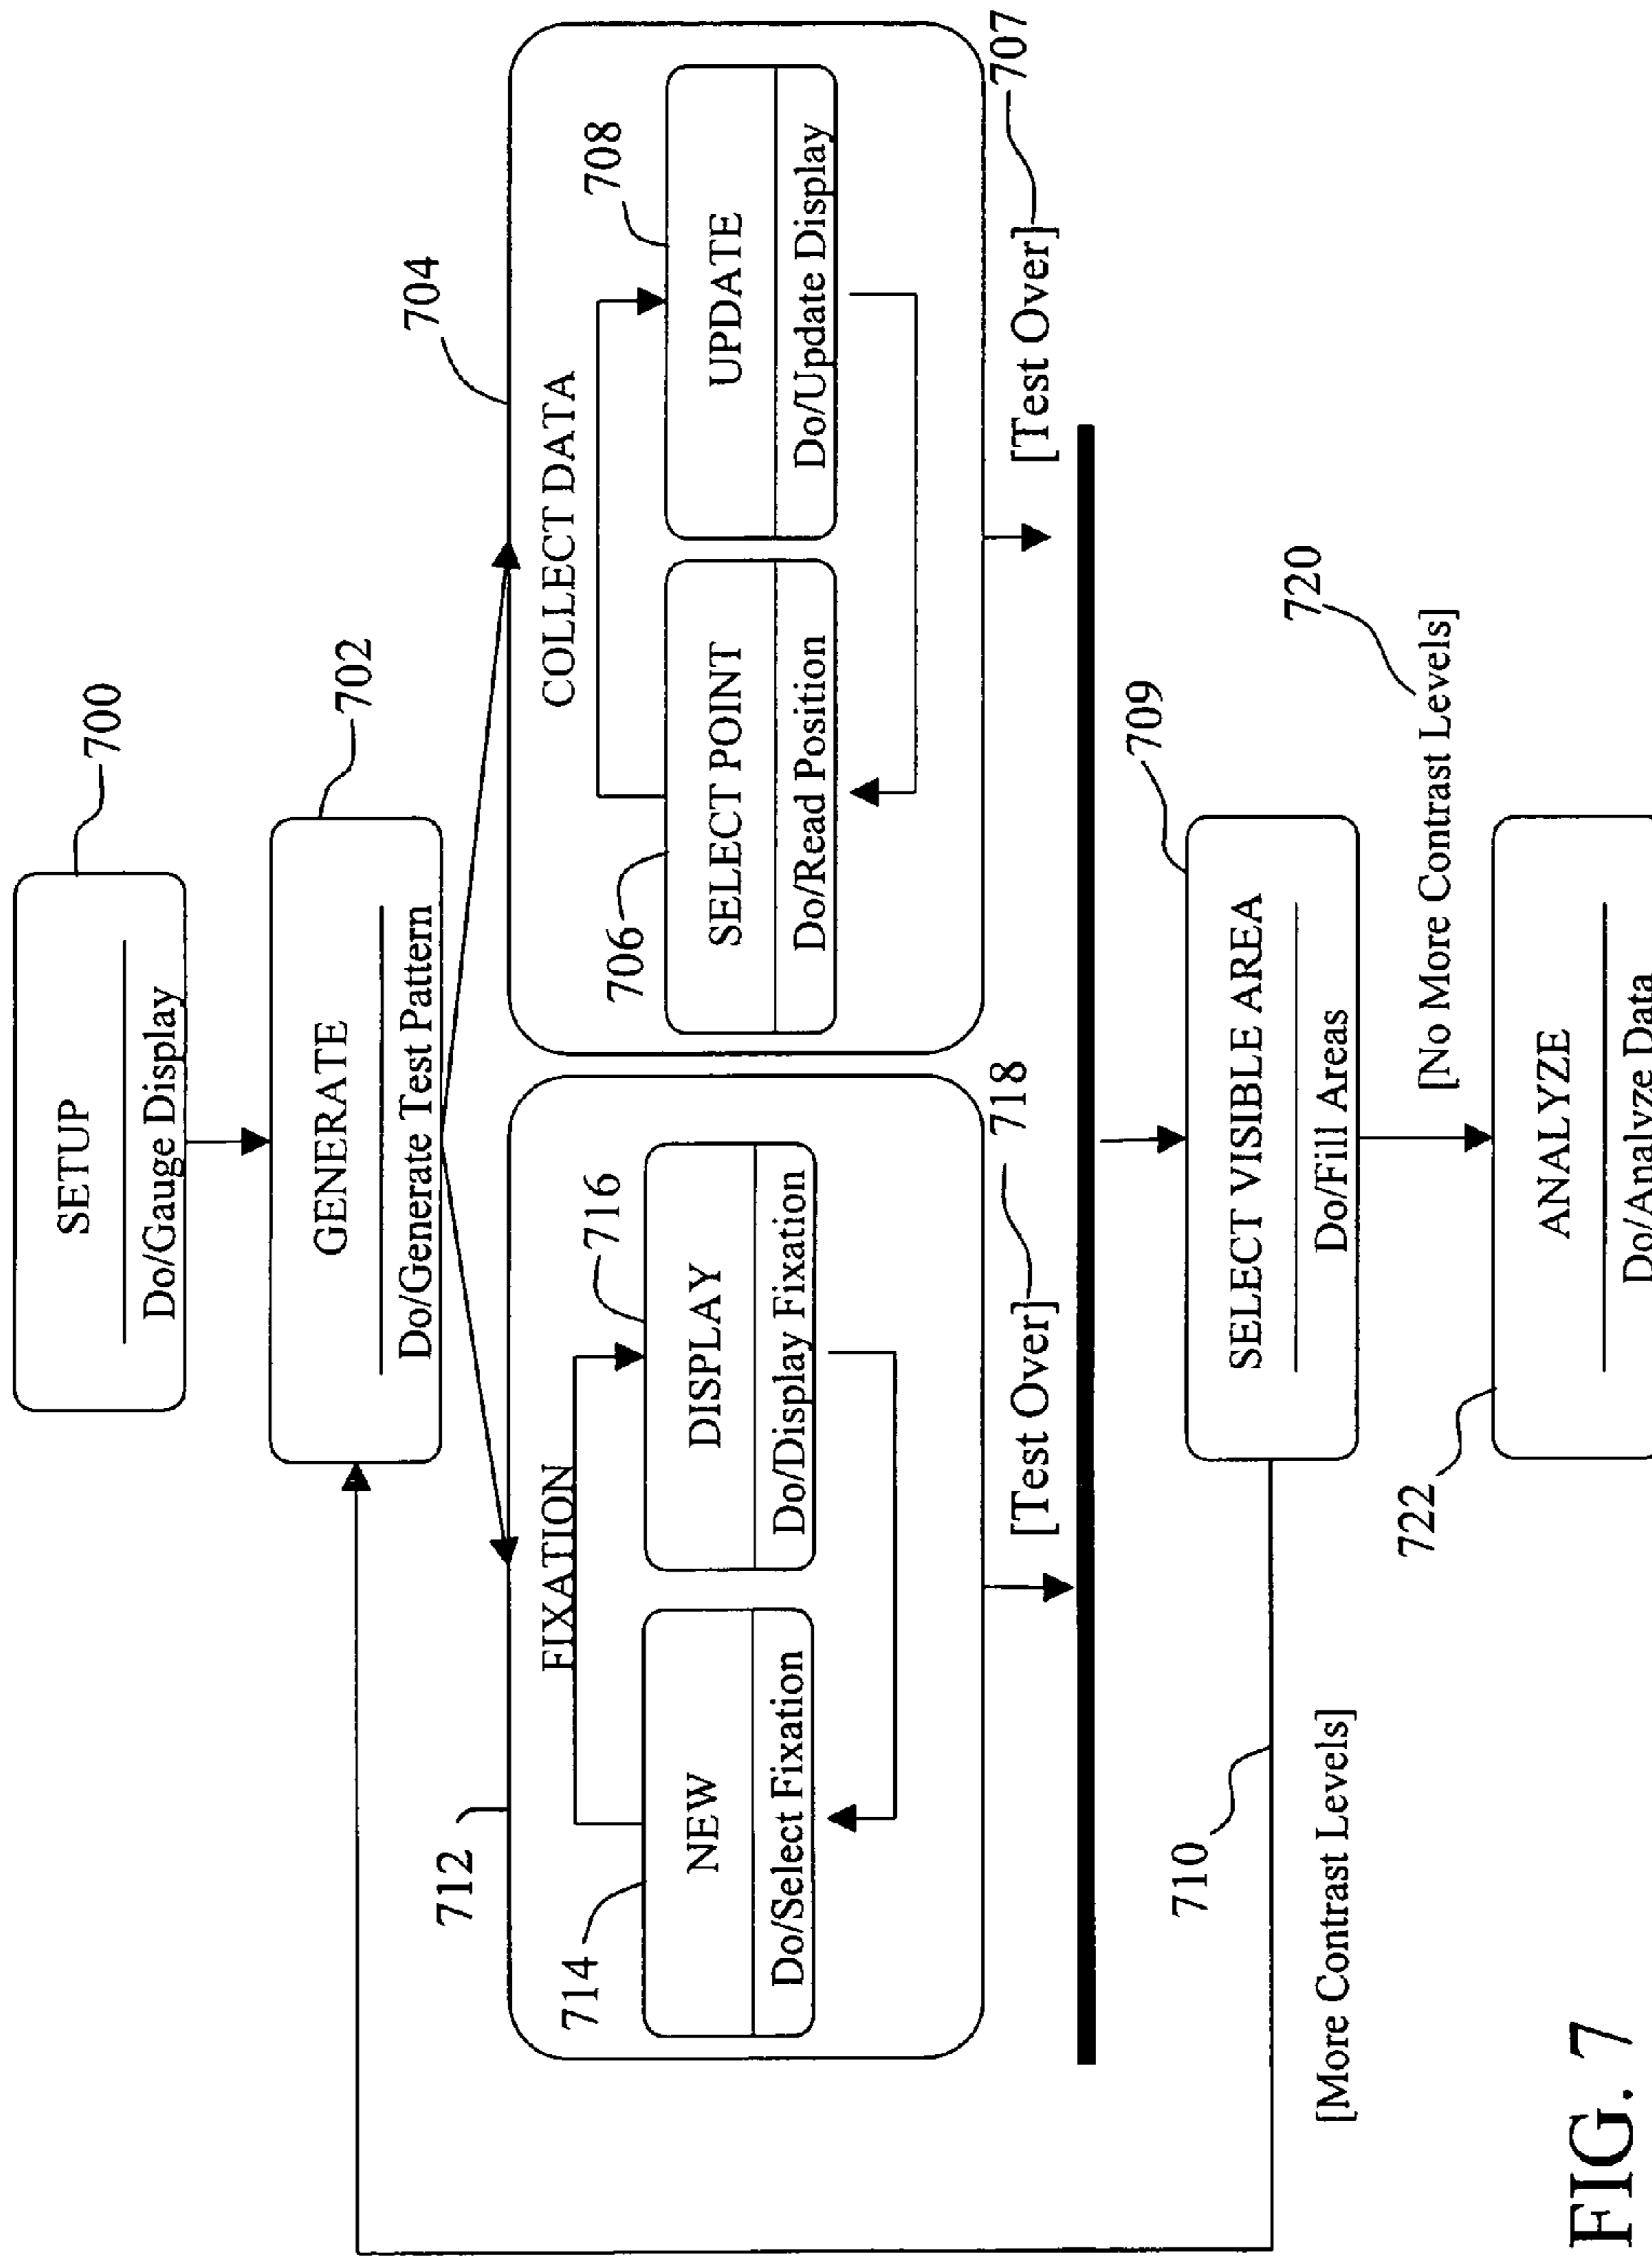 SETUP
Do/Gauge Display
700
GENERATE
Do/Generate Test Pattern
702
712
FIXATION
714
NEW
Do/Select Fixation
716
DISPLAY
Do/Display Fixation
[Test Over]
718
704
COLLECT DATA
706
SELECT POINT
Do/Read Position
708
UPDATE
Do/Update Display
[Test Over]
707
SELECT VISIBLE AREA
Do/Fill Areas
709
710
[More Contrast Levels]
720
[No More Contrast Levels]
722
ANALYZE
Do/Analyze Data
FIG. 7